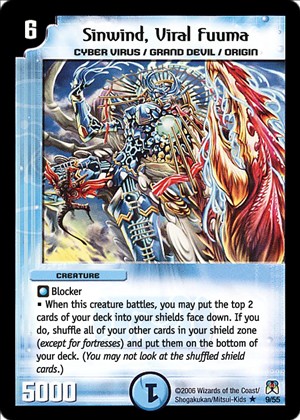 6
Sinwind, Viral Fuuma
CYBER VIRUS / GRAND DEVIL / ORIGIN
CREATURE
Blocker
▪ When this creature battles, you may put the top 2
cards of your deck into your shields face down. If you
do, shuffle all of your other cards in your shield zone
(except for fortresses) and put them on the bottom of
your deck. (You may not look at the shuffled shield
cards.)
5000
1
©2006 Wizards of the Coast/
Shogakukan/Mitsui-Kids ★ 9/55